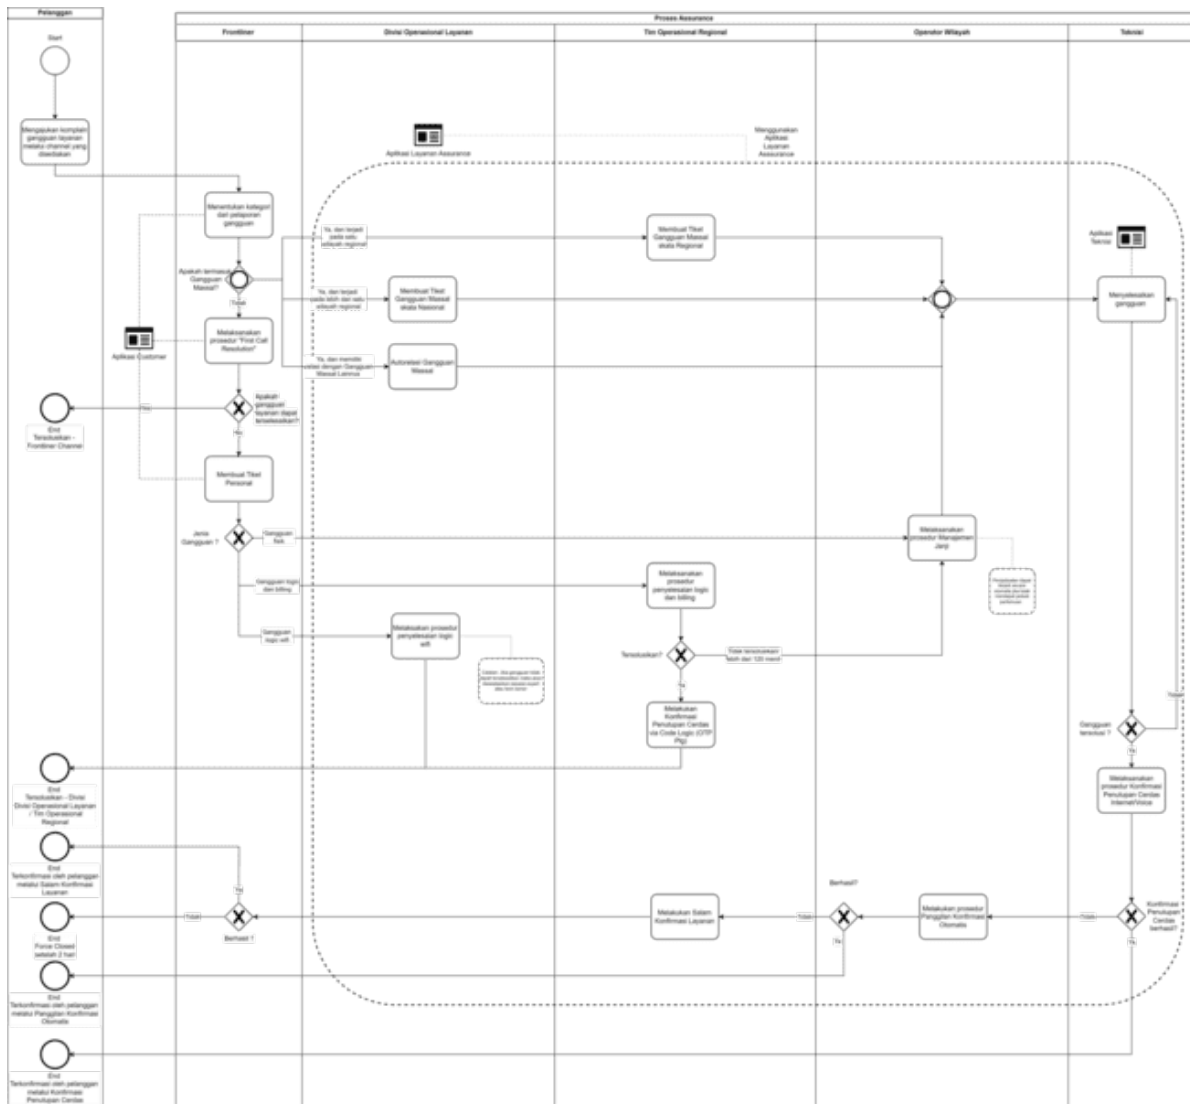 Pelanggan
Proses Assurance
Frontliner
Divisi Operasional Layanan
Tim Operasional Regional
Operator Wilayah
Teknisi
Start
Mengajukan komplain
gangguan layanan
melalui channel yang
disediakan
Aplikasi Layanan Assurance
Menggunakan
Aplikasi
Layanan
Assurance
Menentukan kategori
dari pelaporan
gangguan
Apakah termasuk
Gangguan
Massal?
Tidak
Ya, dan terjadi
pada satu
wilayah regional
Membuat Tiket
Gangguan Massal
skala Regional
Aplikasi
Teknisi
Ya, dan terjadi
pada lebih dari satu
wilayah regional
Membuat Tiket
Gangguan Massal
skala Nasional
Menyelesaikan
gangguan
Aplikasi Customer
Melaksanakan
prosedur "First Call
Resolution"
Ya, dan memiliki
relasi dengan Gangguan
Massal Lainnya
Autorelasi Gangguan
Massal
Apakah
gangguan
layanan dapat
terselesaikan?
End
Tersolusikan -
Frontliner Channel
Membuat Tiket
Personal
Jenis
Gangguan ?
Gangguan
fisik
Melaksanakan
prosedur Manajemen
Janji
Gangguan logic
dan billing
Melaksanakan
prosedur
penyelesaian logic
dan billing
Gangguan
logic wifi
Melaksakan prosedur
penyelesaian logic
wifi
Tersolusikan?
Tidak tersolusikan
lebih dari 120 menit
Ya
Melakukan
Konfirmasi
Penutupan Cerdas
via Code Logic (OTP
Plg)
Tidak
Gangguan
tersolusi ?
Ya
Melaksanakan
prosedur Konfirmasi
Penutupan Cerdas
Internet/Voice
End
Tersolusikan - Divisi
Divisi Operasional Layanan
/ Tim Operasional
Regional
End
Terkonfirmasi oleh pelanggan
melalui Salam Konfirmasi
Layanan
Ya
Tidak
Berhasil ?
Melakukan Salam
Konfirmasi Layanan
Tidak
Berhasil?
Ya
Melakukan prosedur
Panggilan Konfirmasi
Otomatis
Tidak
Konfirmasi
Penutupan
Cerdas
berhasil?
Ya
End
Force Closed
setelah 2 hari
End
Terkonfirmasi oleh pelanggan
melalui Panggilan Konfirmasi
Otomatis
End
Terkonfirmasi oleh pelanggan
melalui Konfirmasi
Penutupan Cerdas